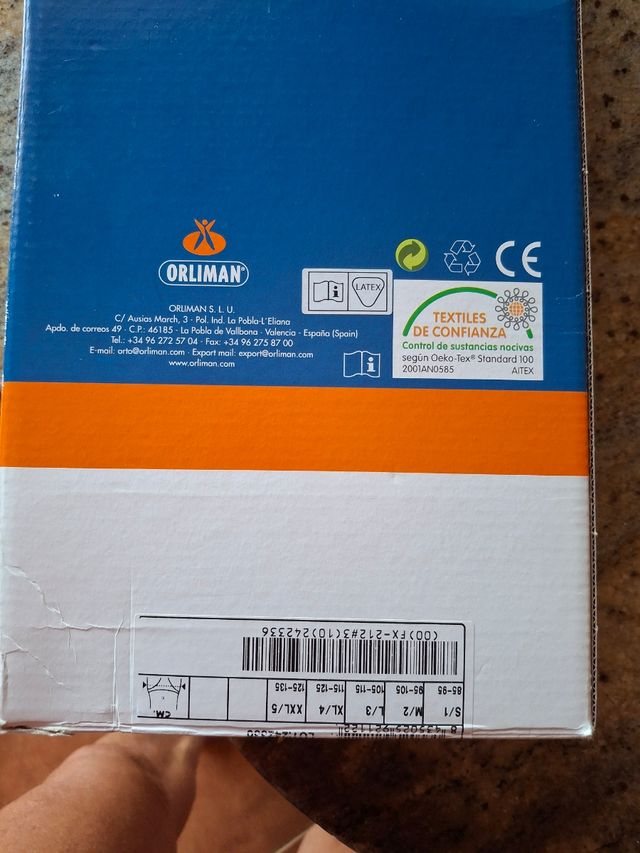 ORLIMAN®
LATEX
ORLIMAN S. L. U.
C/ Ausias March, 3 · Pol. Ind. La Pobla-L'Eliana
Apdo. de correos 49 · C.P.: 46185 · La Pobla de Vallbona · Valencia · España (Spain)
Tel.: +34 96 272 57 04 · Fax: +34 96 275 87 00
E-mail: orto@orliman.com · Export mail: export@orliman.com
www.orliman.com
CE
TEXTILES
DE CONFIANZA
Control de sustancias nocivas
según Oeko-Tex® Standard 100
2001AN0585 AITEX
(00)FX-212#3(10)242336
CM.
S/1 M/2 L/3 XL/4 XXL/5
85-95 95-105 105-115 115-125 125-135